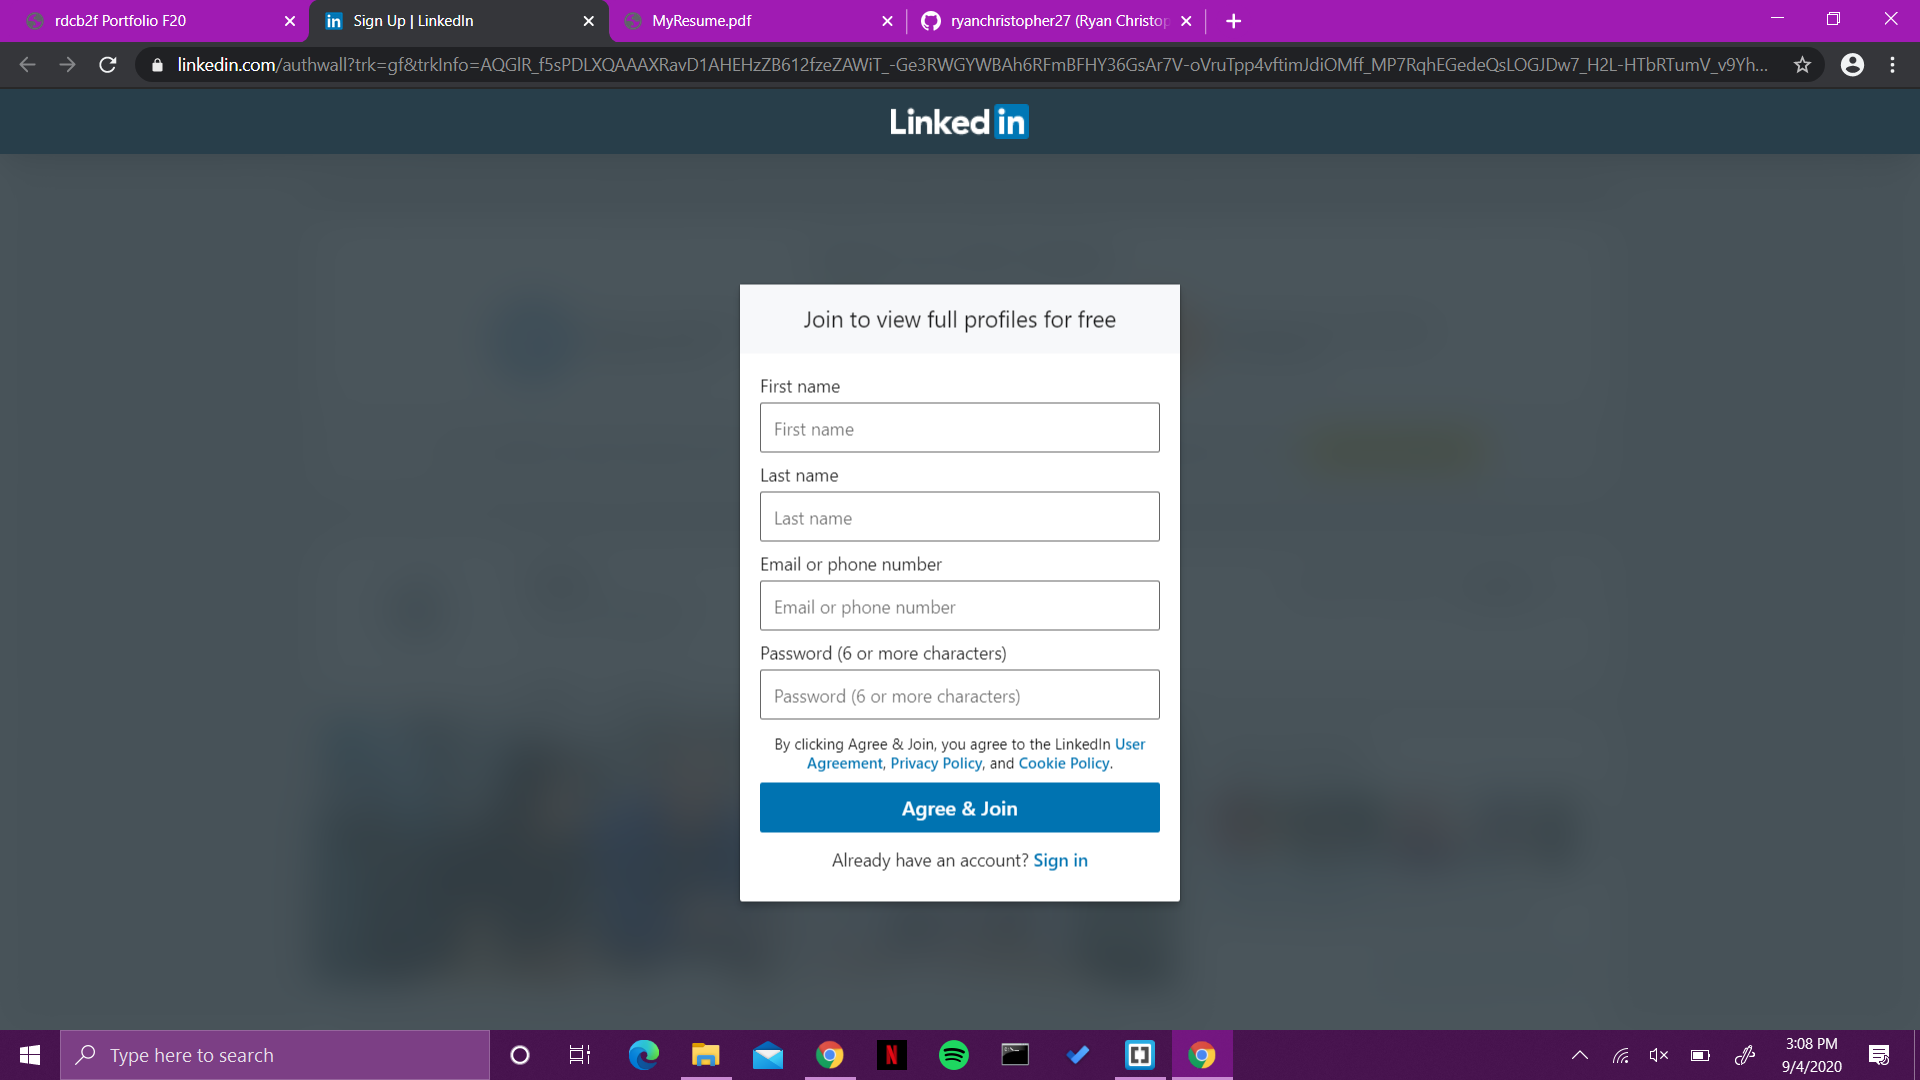 rdcb2f Portfolio F20
Sign Up | LinkedIn
MyResume.pdf
ryanchristopher27 (Ryan Christop
linkedin.com/authwall?trk=gf&trkInfo=AQGlR_f5sPDLXQAAAXRavD1AHEHzZB612fzeZAWiT_-Ge3RWGYWBAh6RFmBFHY36GsAr7V-oVruTpp4vftimJdiOMff_MP7RqhEGedeQsLOGJDw7_H2L-HTbRTumV_v9Yh...
Linked in
Join to view full profiles for free
First name
First name
Last name
Last name
Email or phone number
Email or phone number
Password (6 or more characters)
Password (6 or more characters)
By clicking Agree & Join, you agree to the LinkedIn User
Agreement, Privacy Policy, and Cookie Policy.
Agree & Join
Already have an account? Sign in
Type here to search
3:08 PM
9/4/2020